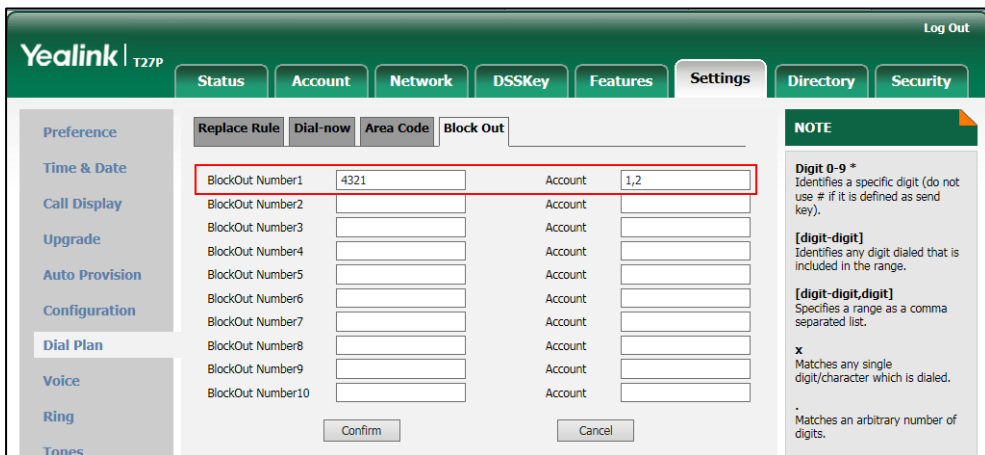 Log Out
Yealink T27P
Status Account Network DSSKey Features Settings Directory Security
Preference
Time & Date
Call Display
Upgrade
Auto Provision
Configuration
Dial Plan
Voice
Ring
Tones
Replace Rule Dial-now Area Code Block Out
BlockOut Number1 4321 Account 1,2
BlockOut Number2 Account
BlockOut Number3 Account
BlockOut Number4 Account
BlockOut Number5 Account
BlockOut Number6 Account
BlockOut Number7 Account
BlockOut Number8 Account
BlockOut Number9 Account
BlockOut Number10 Account
Confirm Cancel
NOTE
Digit 0-9 *
Identifies a specific digit (do not
use # if it is defined as send
key).
[digit-digit]
Identifies any digit dialed that is
included in the range.
[digit-digit,digit]
Specifies a range as a comma
separated list.
x
Matches any single
digit/character which is dialed.
.
Matches an arbitrary number of
digits.